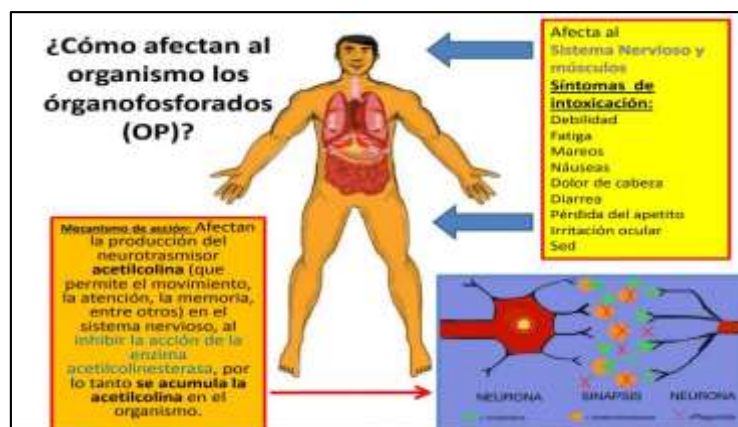 ¿Cómo afectan al
organismo los
órganofosforados
(OP)?
Afecta al
Sistema Nervioso y
músculos
Síntomas de
intoxicación:
Debilidad
Fatiga
Mareos
Náuseas
Dolor de cabeza
Diarrea
Pérdida del apetito
Irritación ocular
Sed
Mecanismo de acción: Afectan
la producción del
neurotrasmisor
acetilcolina (que
permite el movimiento,
la atención, la memoria,
entre otros) en el
sistema nervioso, al
inhibir la acción de la
enzima
acetilcolinesterasa, por
lo tanto se acumula la
acetilcolina en el
organismo.
NEURONA SINAPSIS NEURONA